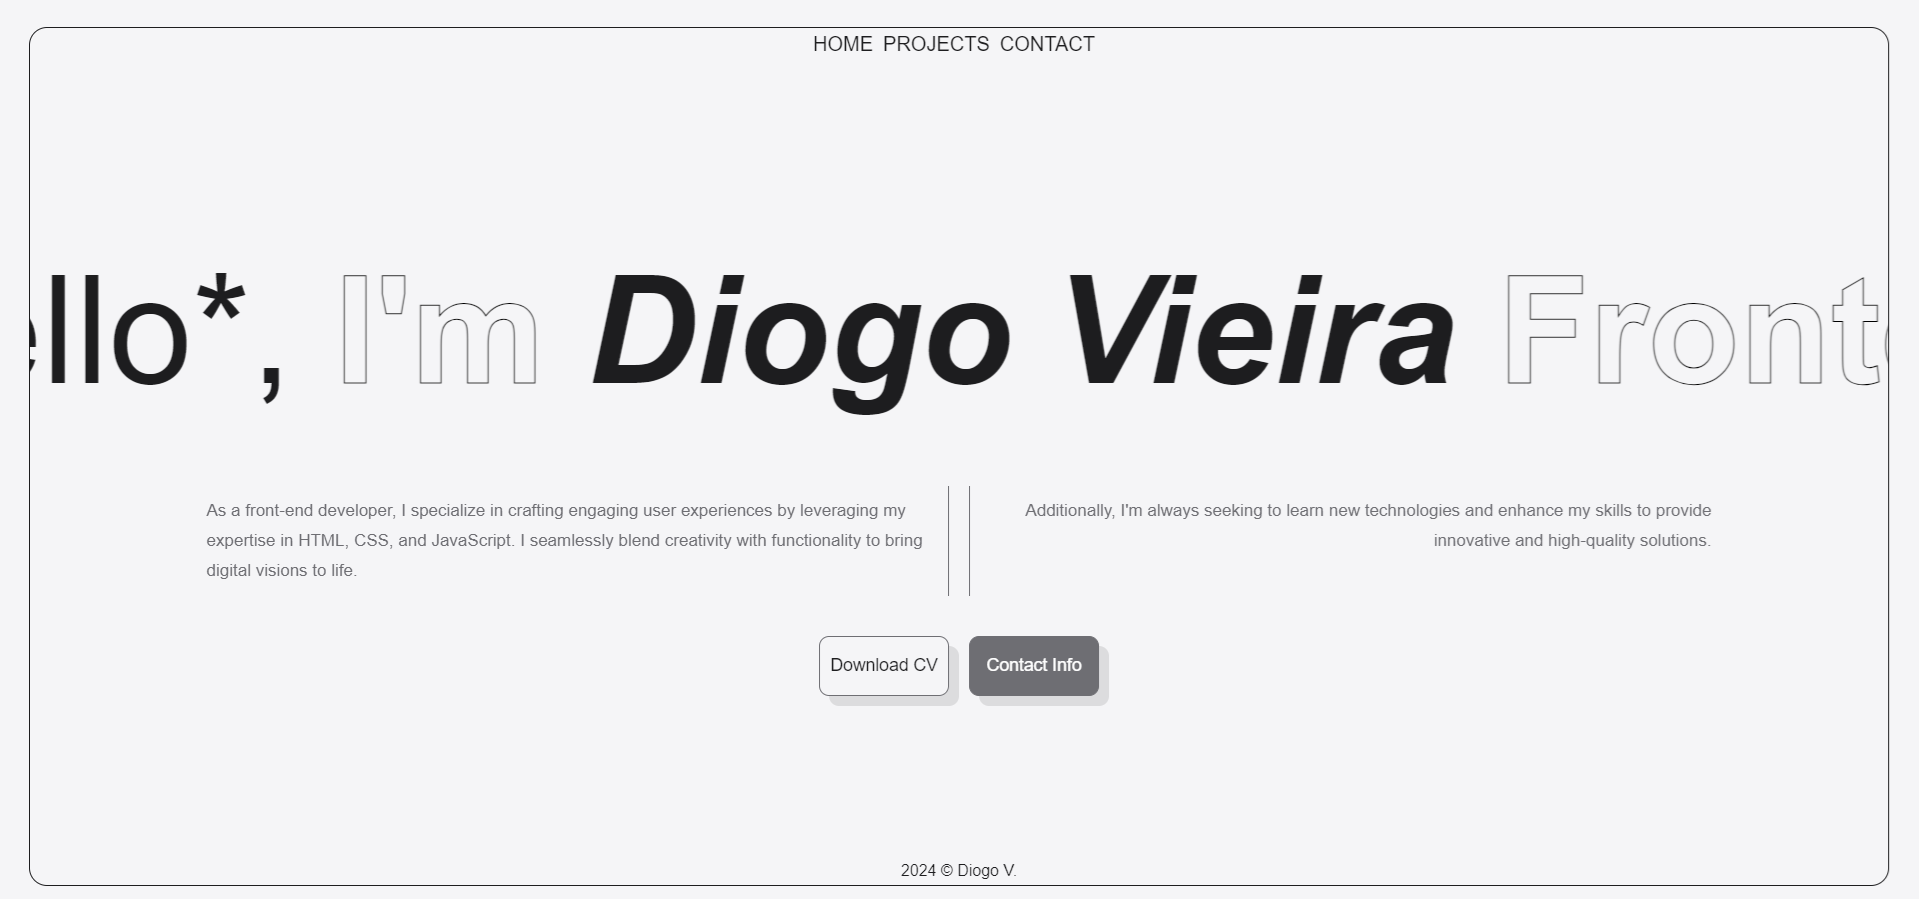 HOME PROJECTS CONTACT
ello*, I'm Diogo Vieira Front
As a front-end developer, I specialize in crafting engaging user experiences by leveraging my
expertise in HTML, CSS, and JavaScript. I seamlessly blend creativity with functionality to bring
digital visions to life.
Additionally, I'm always seeking to learn new technologies and enhance my skills to provide
innovative and high-quality solutions.
Download CV
Contact Info
2024 © Diogo V.